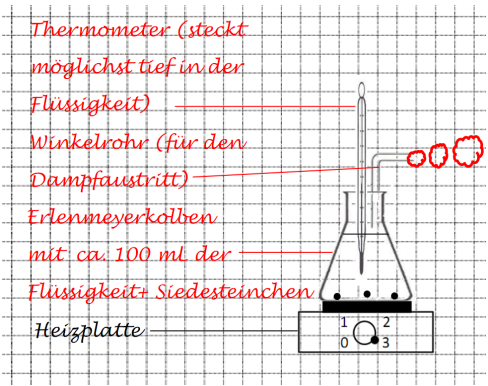 Thermometer (steckt
möglichst tief in der
Flüssigkeit)
Winkelrohr (für den
Dampfaustritt)
Erlenmeyerkolben
mit ca. 100 mL der
Flüssigkeit+ Siedesteinchen
Heizplatte
1 2
0 3